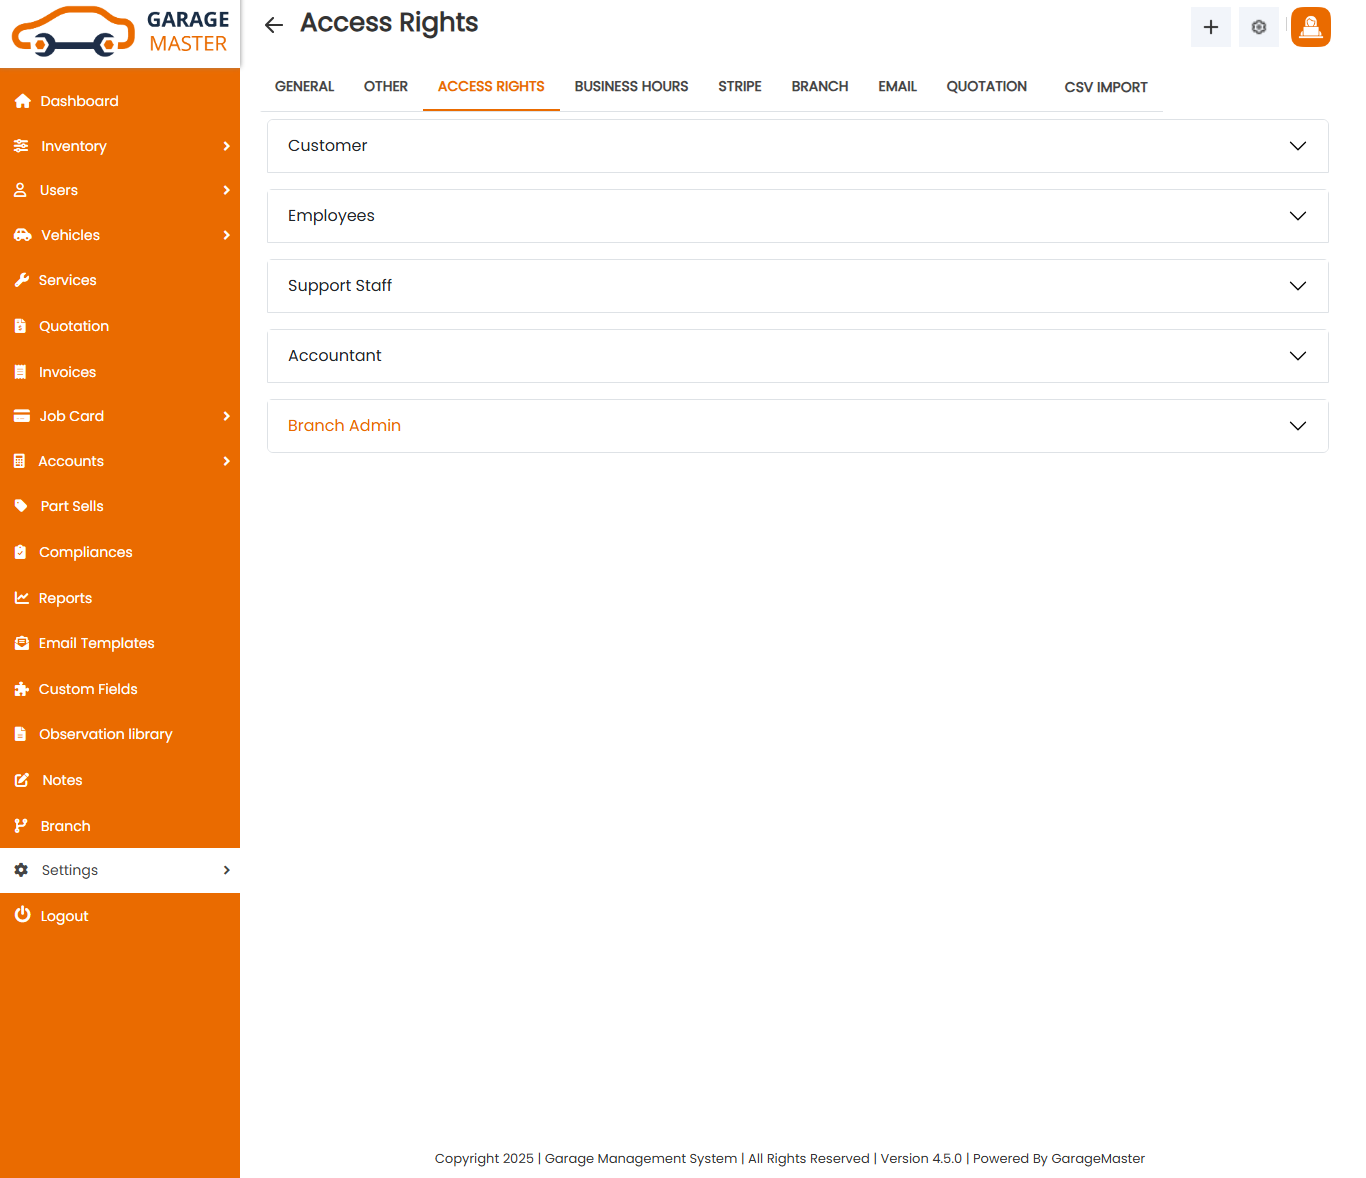 GARAGE
MASTER
Access Rights
GENERAL OTHER ACCESS RIGHTS BUSINESS HOURS STRIPE BRANCH EMAIL QUOTATION CSV IMPORT
Dashboard
Inventory
Users
Vehicles
Services
Quotation
Invoices
Job Card
Accounts
Part Sells
Compliances
Reports
Email Templates
Custom Fields
Observation library
Notes
Branch
Settings
Logout
Customer
Employees
Support Staff
Accountant
Branch Admin
Copyright 2025 | Garage Management System | All Rights Reserved | Version 4.5.0 | Powered By GarageMaster